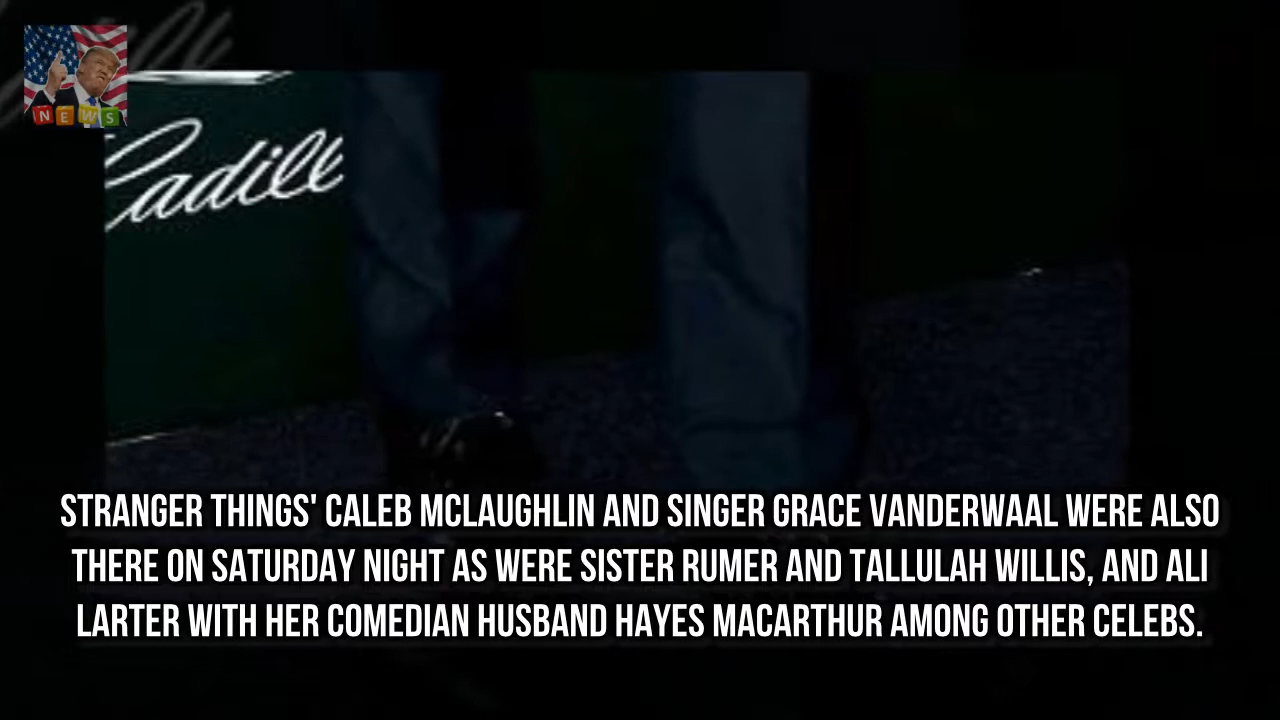 NEWS
Cadill
STRANGER THINGS' CALEB MCLAUGHLIN AND SINGER GRACE VANDERWAAL WERE ALSO
THERE ON SATURDAY NIGHT AS WERE SISTER RUMER AND TALLULAH WILLIS, AND ALI
LARTER WITH HER COMEDIAN HUSBAND HAYES MACARTHUR AMONG OTHER CELEBS.